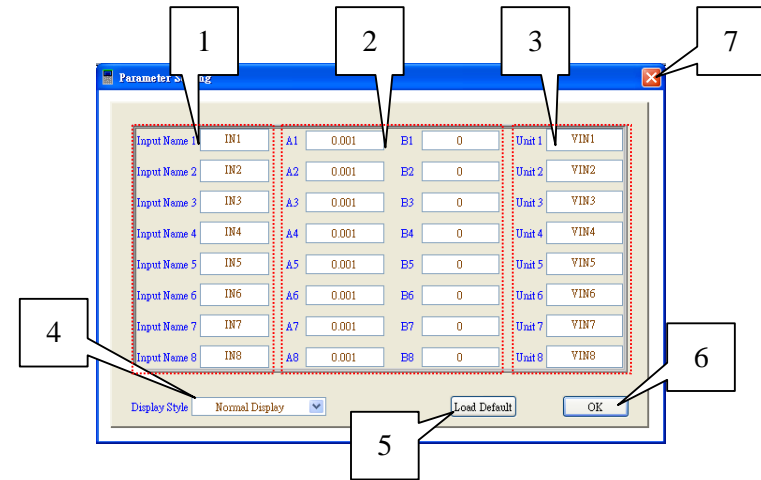 1 2 3 7
Parameter Setting
Input Name 1 IN1 A1 0.001 B1 0 Unit 1 VIN1
Input Name 2 IN2 A2 0.001 B2 0 Unit 2 VIN2
Input Name 3 IN3 A3 0.001 B3 0 Unit 3 VIN3
Input Name 4 IN4 A4 0.001 B4 0 Unit 4 VIN4
Input Name 5 IN5 A5 0.001 B5 0 Unit 5 VIN5
Input Name 6 IN6 A6 0.001 B6 0 Unit 6 VIN6
Input Name 7 IN7 A7 0.001 B7 0 Unit 7 VIN7
4 6
Input Name 8 IN8 A8 0.001 B8 0 Unit 8 VIN8
Display Style Normal Display Load Default OK
5